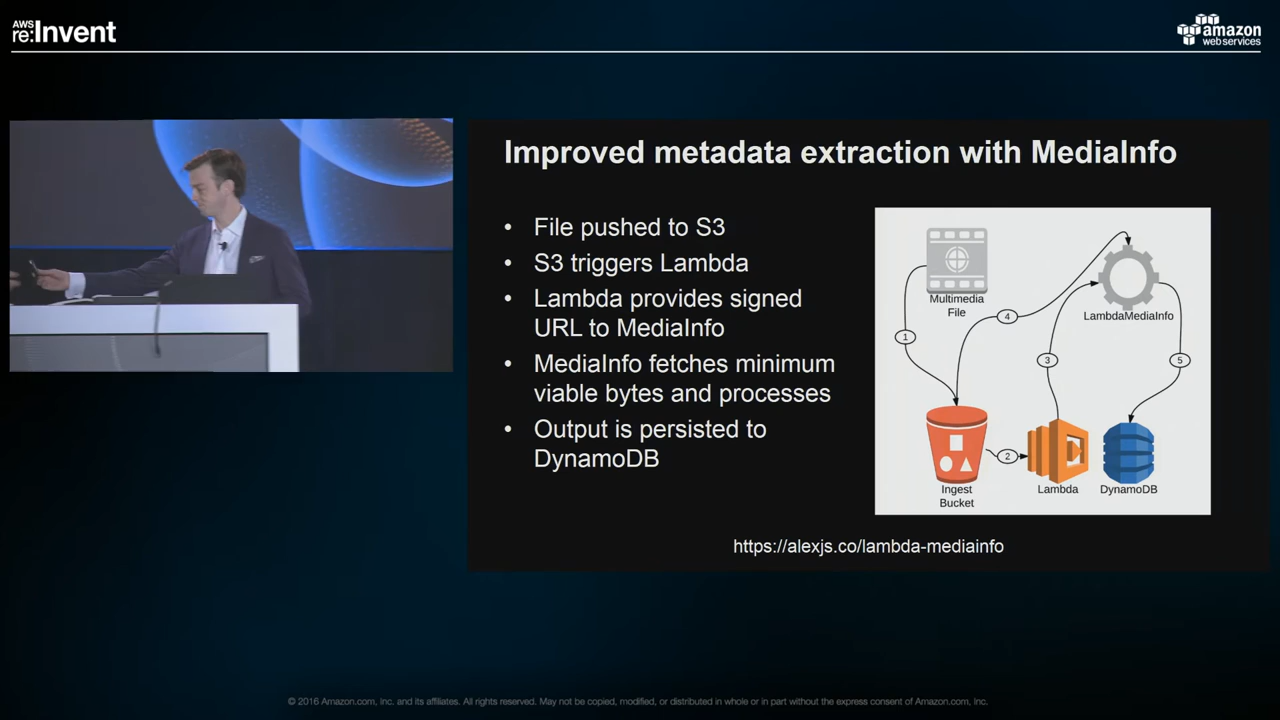 AWS
re:Invent
amazon
web services
Improved metadata extraction with MediaInfo
• File pushed to S3
• S3 triggers Lambda
• Lambda provides signed
URL to MediaInfo
• MediaInfo fetches minimum
viable bytes and processes
• Output is persisted to
DynamoDB
Multimedia
File
LambdaMediaInfo
4
1
3
5
2
Ingest
Bucket
Lambda
DynamoDB
https://alexjs.co/lambda-mediainfo
© 2016 Amazon.com, Inc. and its affiliates. All rights reserved. May not be copied, modified, or distributed in whole or in part without the express consent of Amazon.com, Inc.